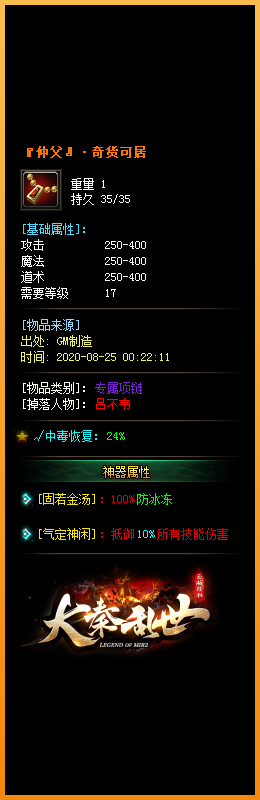 『仲父』·奇货可居
重量 1
持久 35/35
[基础属性]:
攻击 250-400
魔法 250-400
道术 250-400
需要等级 17
[物品来源]
出处: GM制造
时间: 2020-08-25 00:22:11
[物品类别]: 专属项链
[掉落人物]: 吕不韦
√中毒恢复: 24%
神器属性
[固若金汤]: 100%防冰冻
[气定神闲]: 抵御10%所有技能伤害
大秦乱世
LEGEND OF MIR2